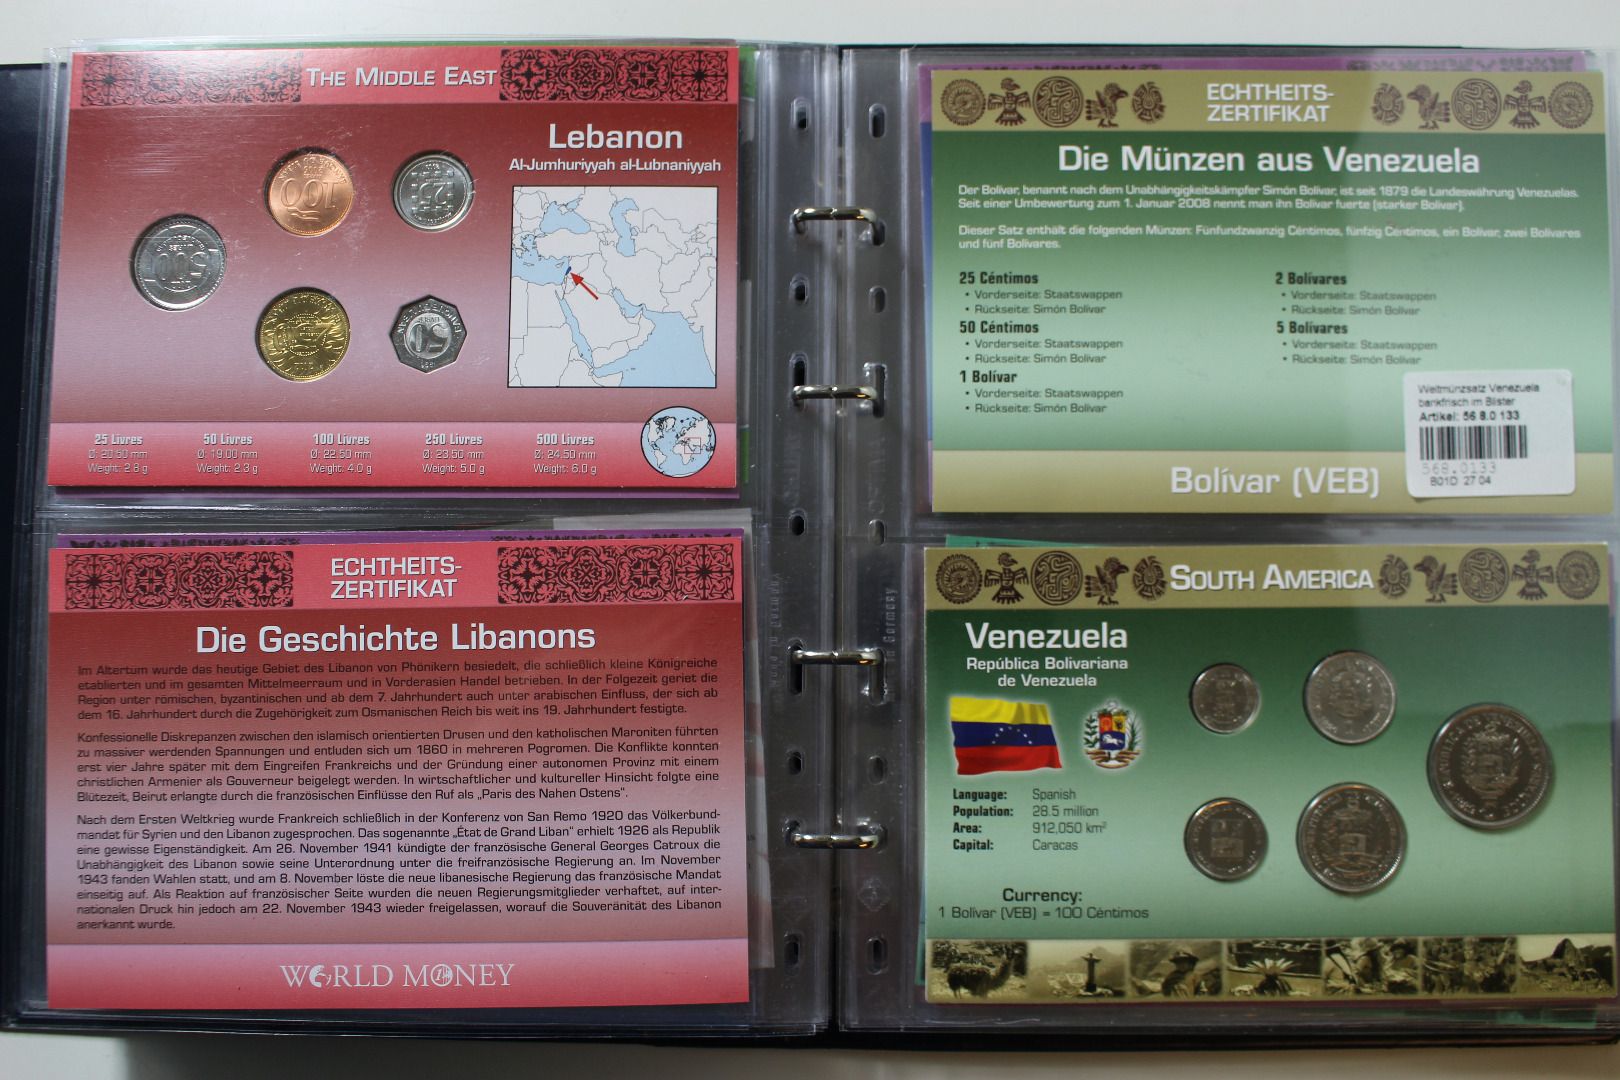 THE MIDDLE EAST
Lebanon
Al-Jumhuriyyah al-Lubnaniyyah
100
25
500
50
25 Livres
Ø: 20.50 mm
Weight: 2.8 g
50 Livres
Ø: 19.00 mm
Weight: 2.3 g
100 Livres
Ø: 22.50 mm
Weight: 4.0 g
250 Livres
Ø: 23.50 mm
Weight: 5.0 g
500 Livres
Ø: 24.50 mm
Weight: 6.0 g
ECHTHEITS-
ZERTIFIKAT
Die Geschichte Libanons
Im Altertum wurde das heutige Gebiet des Libanon von Phönikern besiedelt, die schließlich kleine Königreiche
etablierten und im gesamten Mittelmeerraum und in Vorderasien Handel betrieben. In der Folgezeit geriet die
Region unter römischen, byzantinischen und ab dem 7. Jahrhundert auch unter arabischen Einfluss, der sich ab
dem 16. Jahrhundert durch die Zugehörigkeit zum Osmanischen Reich bis weit ins 19. Jahrhundert festigte.
Konfessionelle Diskrepanzen zwischen den islamisch orientierten Drusen und den katholischen Maroniten führten
zu massiver werdenden Spannungen und entluden sich um 1860 in mehreren Pogromen. Die Konflikte konnten
erst vier Jahre später mit dem Eingreifen Frankreichs und der Gründung einer autonomen Provinz mit einem
christlichen Armenier als Gouverneur beigelegt werden. In wirtschaftlicher und kultureller Hinsicht folgte eine
Blütezeit, Beirut erlangte durch die französischen Einflüsse den Ruf als „Paris des Nahen Ostens“.
Nach dem Ersten Weltkrieg wurde Frankreich schließlich in der Konferenz von San Remo 1920 das Völkerbund-
mandat für Syrien und den Libanon zugesprochen. Das sogenannte „État de Grand Liban“ erhielt 1926 als Republik
eine gewisse Eigenständigkeit. Am 26. November 1941 kündigte der französische General Georges Catroux die
Unabhängigkeit des Libanon sowie seine Unterordnung unter die freifranzösische Regierung an. Im November
1943 fanden Wahlen statt, und am 8. November löste die neue libanesische Regierung das französische Mandat
einseitig auf. Als Reaktion auf französischer Seite wurden die neuen Regierungsmitglieder verhaftet, auf inter-
nationalen Druck hin jedoch am 22. November 1943 wieder freigelassen, worauf die Souveränität des Libanon
anerkannt wurde.
WORLD MONEY
ECHTHEITS-
ZERTIFIKAT
Die Münzen aus Venezuela
Der Bolívar, benannt nach dem Unabhängigkeitskämpfer Simón Bolívar, ist seit 1879 die Landeswährung Venezuelas.
Seit einer Umbewertung zum 1. Januar 2008 nennt man ihn Bolívar fuerte (starker Bolívar).
Dieser Satz enthält die folgenden Münzen: Fünfundzwanzig Céntimos, fünfzig Céntimos, ein Bolívar, zwei Bolívares
und fünf Bolívares.
25 Céntimos
• Vorderseite: Staatswappen
• Rückseite: Simón Bolívar
50 Céntimos
• Vorderseite: Staatswappen
• Rückseite: Simón Bolívar
1 Bolívar
• Vorderseite: Staatswappen
• Rückseite: Simón Bolívar
2 Bolívares
• Vorderseite: Staatswappen
• Rückseite: Simón Bolívar
5 Bolívares
• Vorderseite: Staatswappen
• Rückseite: Simón Bolívar
Weltmünzsatz Venezuela
bankfrisch im Blister
Artikel: 56 8.0 133
568.0133
B01D 27 04
Bolívar (VEB)
SOUTH AMERICA
Venezuela
República Bolivariana
de Venezuela
Language: Spanish
Population: 28.5 million
Area: 912,050 km²
Capital: Caracas
Currency:
1 Bolívar (VEB) = 100 Céntimos